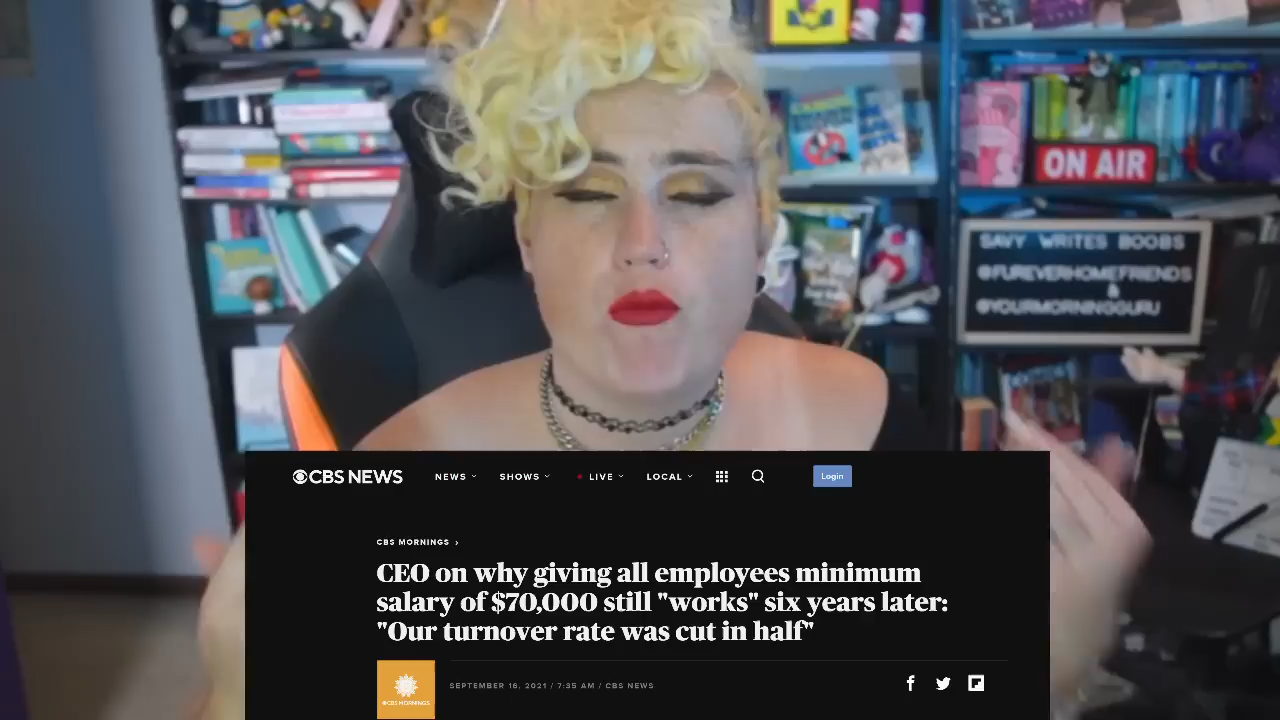 ON AIR
SAVY WRITES BOOBS
@FUREVERHOMEFRIENDS
&
@YOURMORNINGGURU
CBS NEWS
NEWS
SHOWS
LIVE
LOCAL
Login
CBS MORNINGS ›
CEO on why giving all employees minimum
salary of $70,000 still "works" six years later:
"Our turnover rate was cut in half"
CBS MORNINGS
SEPTEMBER 16, 2021 / 7:35 AM / CBS NEWS